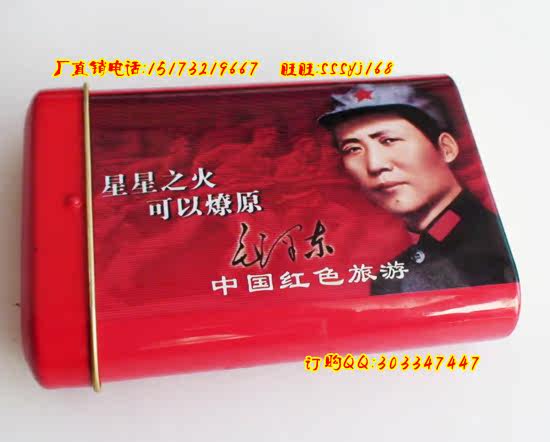 厂直销电话:15173219667 旺旺:sssyj168
星星之火
可以燎原
毛泽东
中国红色旅游
订购QQ:303347447